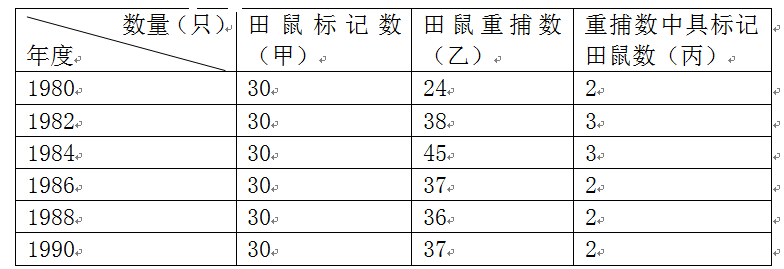 数量（只） 田鼠标记数 田鼠重捕数 重捕数中具标记
年度 （甲） （乙） 田鼠数（丙）
1980 30 24 2
1982 30 38 3
1984 30 45 3
1986 30 37 2
1988 30 36 2
1990 30 37 2